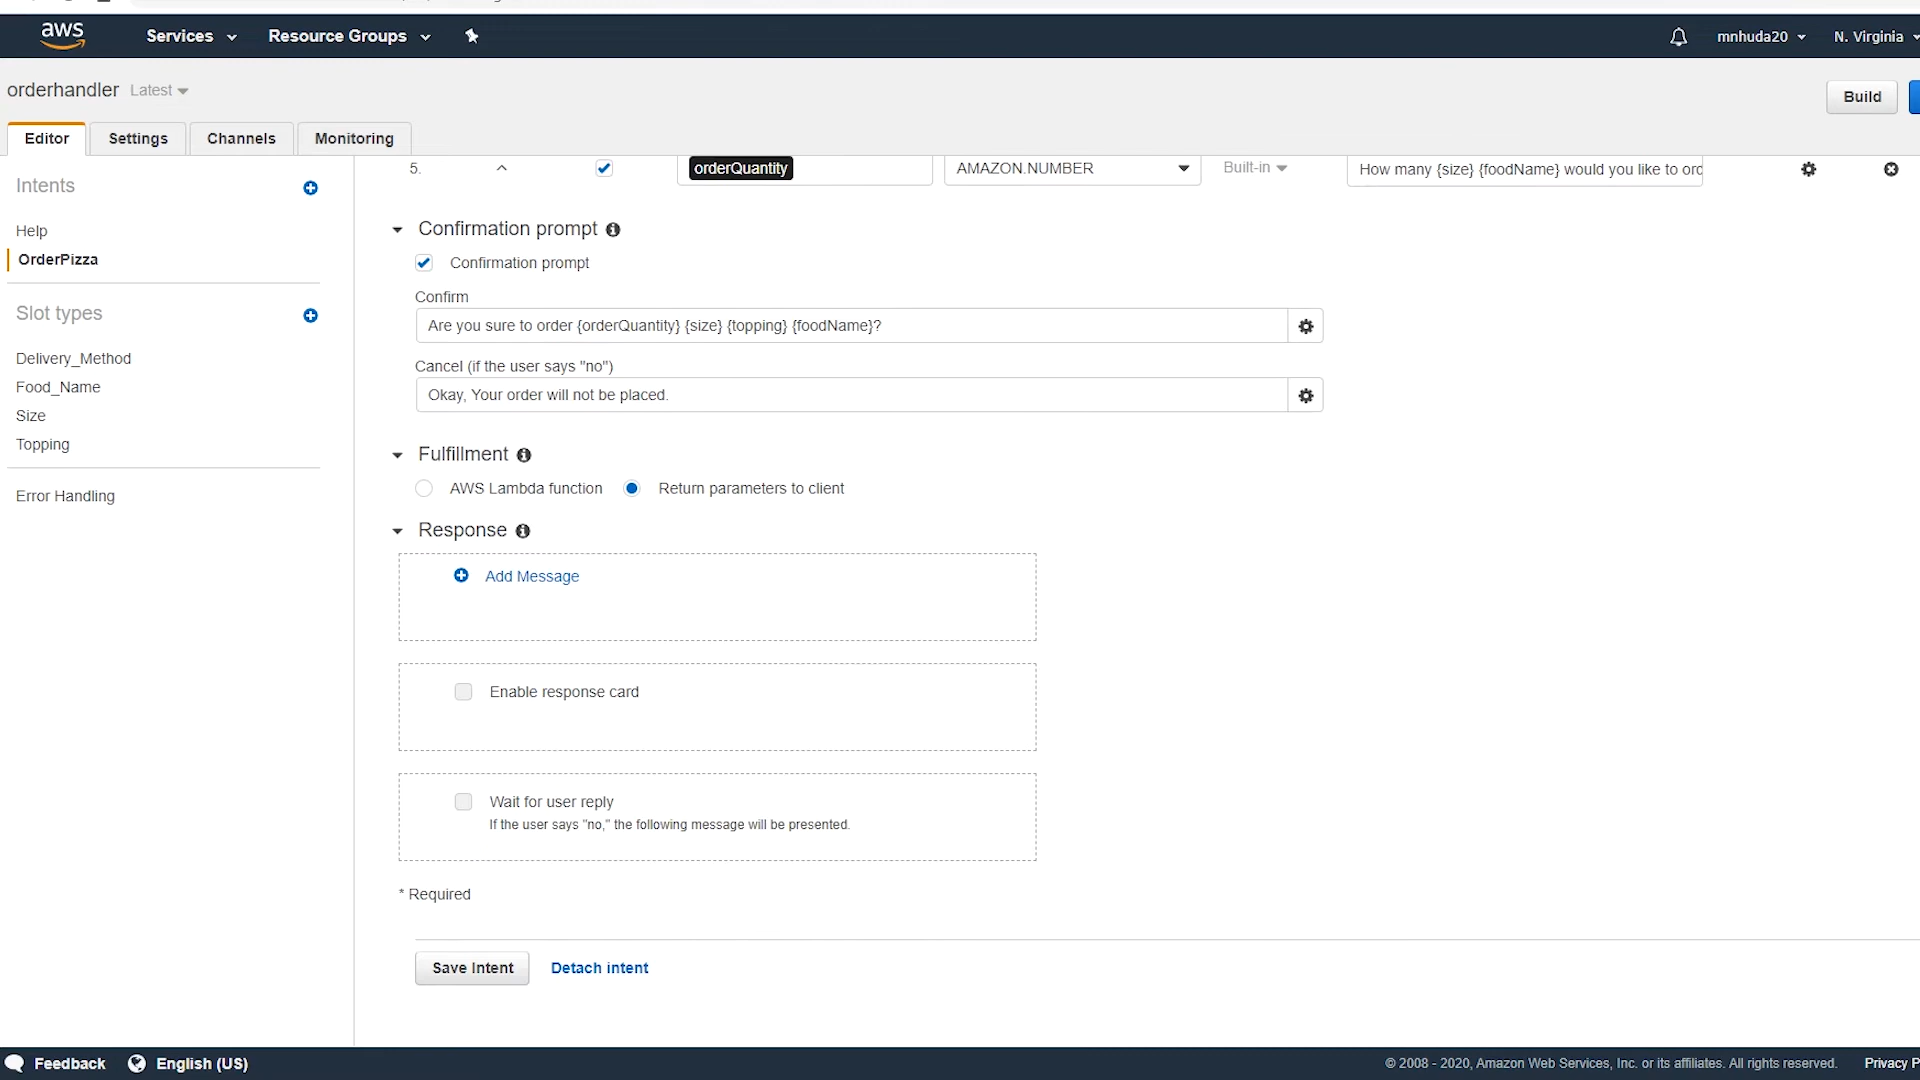 aws Services Resource Groups mnhuda20 N. Virginia
orderhandler Latest Build
Editor Settings Channels Monitoring
5. orderQuantity AMAZON.NUMBER Built-in How many {size} {foodName} would you like to orc
Intents
Help
OrderPizza
Slot types
Delivery_Method
Food_Name
Size
Topping
Error Handling
Confirmation prompt
Confirmation prompt
Confirm
Are you sure to order {orderQuantity} {size} {topping} {foodName}?
Cancel (if the user says "no")
Okay, Your order will not be placed.
Fulfillment
AWS Lambda function Return parameters to client
Response
Add Message
Enable response card
Wait for user reply
If the user says "no," the following message will be presented.
* Required
Save Intent Detach intent
Feedback English (US) © 2008 - 2020, Amazon Web Services, Inc. or its affiliates. All rights reserved. Privacy P